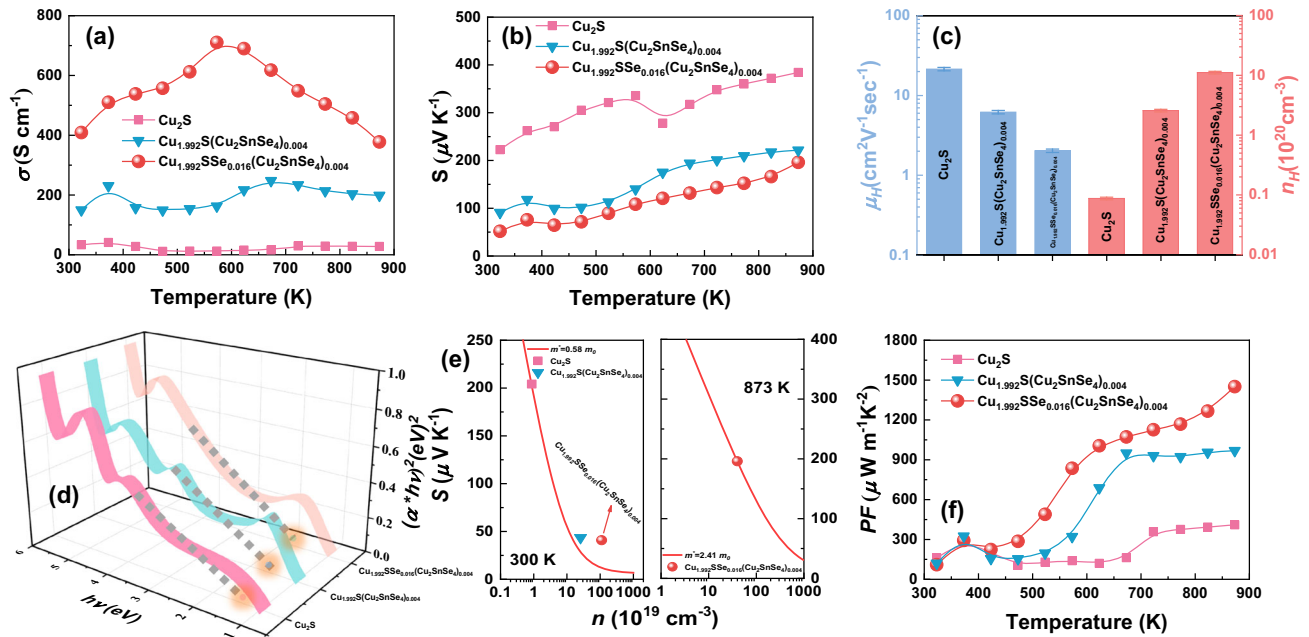 (a)
σ(S cm⁻¹)
800
600
400
200
0
Cu₂S
Cu₁.₉₉₂S(Cu₂SnSe₄)₀.₀₀₄
Cu₁.₉₉₂SSe₀.₀₁₆(Cu₂SnSe₄)₀.₀₀₄
300 400 500 600 700 800 900
Temperature (K)
(b)
S (μV K⁻¹)
500
400
300
200
100
0
Cu₂S
Cu₁.₉₉₂S(Cu₂SnSe₄)₀.₀₀₄
Cu₁.₉₉₂SSe₀.₀₁₆(Cu₂SnSe₄)₀.₀₀₄
300 400 500 600 700 800 900
Temperature (K)
(c)
μH(cm²V⁻¹sec⁻¹)
100
10
1
0.1
Cu₂S
Cu₁.₉₉₂S(Cu₂SnSe₄)₀.₀₀₄
Cu₁.₉₉₂SSe₀.₀₁₆(Cu₂SnSe₄)₀.₀₀₄
Cu₂S
Cu₁.₉₉₂S(Cu₂SnSe₄)₀.₀₀₄
Cu₁.₉₉₂SSe₀.₀₁₆(Cu₂SnSe₄)₀.₀₀₄
100
10
1
0.1
0.01
nH(10²⁰cm⁻³)
(d)
1.0
0.8
0.6
0.4
0.2
0.0
(α*hν)²(eV)²
6 5 4 3 2 1
hν(eV)
Cu₁.₉₉₂SSe₀.₀₁₆(Cu₂SnSe₄)₀.₀₀₄
Cu₁.₉₉₂S(Cu₂SnSe₄)₀.₀₀₄
Cu₂S
(e)
S (μ V K⁻¹)
250
200
150
100
50
0
m*=0.58 m₀
Cu₂S
Cu₁.₉₉₂S(Cu₂SnSe₄)₀.₀₀₄
Cu₁.₉₉₂SSe₀.₀₁₆(Cu₂SnSe₄)₀.₀₀₄
300 K
1 10 100 1000
873 K
m*=2.41 m₀
Cu₁.₉₉₂SSe₀.₀₁₆(Cu₂SnSe₄)₀.₀₀₄
400
300
200
100
0
10 100 1000
n (10¹⁹ cm⁻³)
(f)
PF(μ W m⁻¹K⁻²)
1800
1500
1200
900
600
300
0
Cu₂S
Cu₁.₉₉₂S(Cu₂SnSe₄)₀.₀₀₄
Cu₁.₉₉₂SSe₀.₀₁₆(Cu₂SnSe₄)₀.₀₀₄
300 400 500 600 700 800 900
Temperature (K)